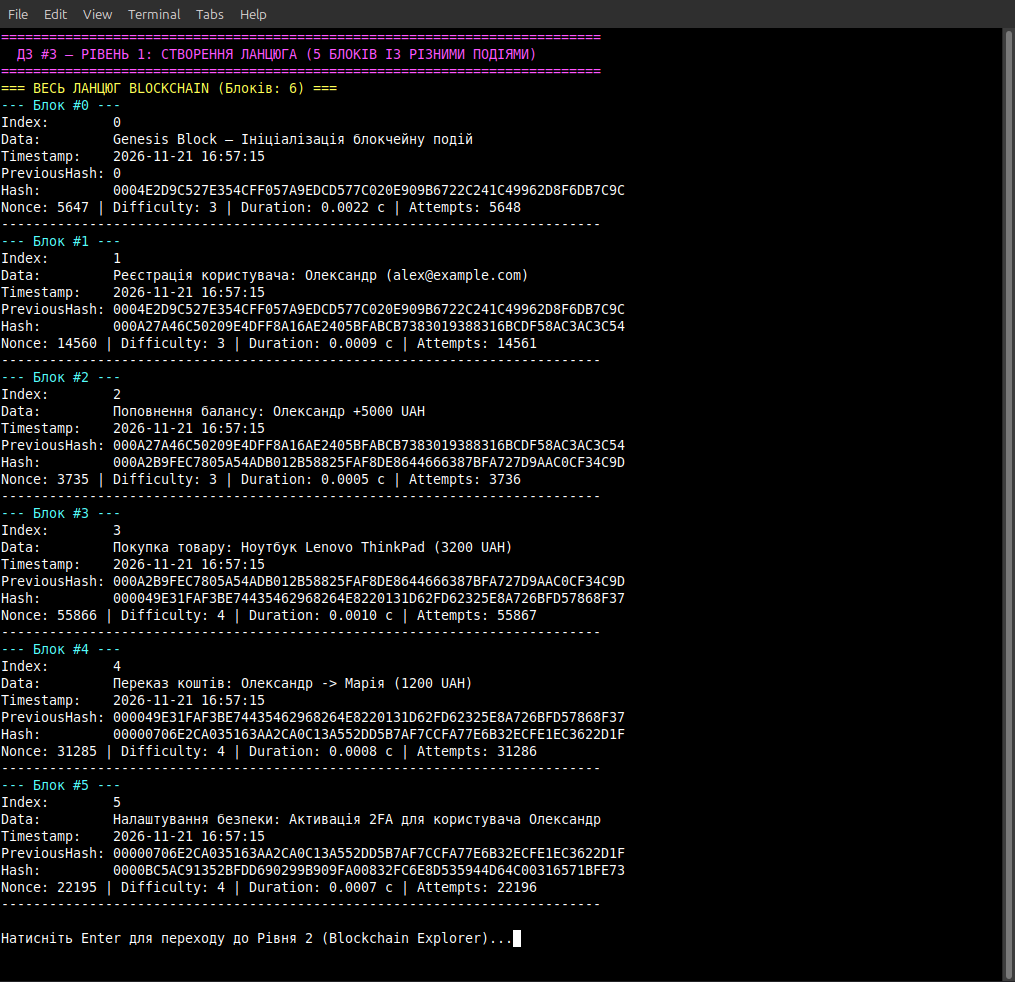 File Edit View Terminal Tabs Help
===========================================================================
ДЗ #3 — РІВЕНЬ 1: СТВОРЕННЯ ЛАНЦЮГА (5 БЛОКІВ ІЗ РІЗНИМИ ПОДІЯМИ)
===========================================================================
=== ВЕСЬ ЛАНЦЮГ BLOCKCHAIN (Блоків: 6) ===
--- Блок #0 ---
Index: 0
Data: Genesis Block — Ініціалізація блокчейну подій
Timestamp: 2026-11-21 16:57:15
PreviousHash: 0
Hash: 0004E2D9C527E354CFF057A9EDCD577C020E909B6722C241C49962D8F6DB7C9C
Nonce: 5647 | Difficulty: 3 | Duration: 0.0022 с | Attempts: 5648
---------------------------------------------------------------------------
--- Блок #1 ---
Index: 1
Data: Реєстрація користувача: Олександр (alex@example.com)
Timestamp: 2026-11-21 16:57:15
PreviousHash: 0004E2D9C527E354CFF057A9EDCD577C020E909B6722C241C49962D8F6DB7C9C
Hash: 000A27A46C50209E4DFF8A16AE2405BFABCB7383019388316BCDF58AC3AC3C54
Nonce: 14560 | Difficulty: 3 | Duration: 0.0009 с | Attempts: 14561
---------------------------------------------------------------------------
--- Блок #2 ---
Index: 2
Data: Поповнення балансу: Олександр +5000 UAH
Timestamp: 2026-11-21 16:57:15
PreviousHash: 000A27A46C50209E4DFF8A16AE2405BFABCB7383019388316BCDF58AC3AC3C54
Hash: 000A2B9FEC7805A54ADB012B58825FAF8DE8644666387BFA727D9AAC0CF34C9D
Nonce: 3735 | Difficulty: 3 | Duration: 0.0005 с | Attempts: 3736
---------------------------------------------------------------------------
--- Блок #3 ---
Index: 3
Data: Покупка товару: Ноутбук Lenovo ThinkPad (3200 UAH)
Timestamp: 2026-11-21 16:57:15
PreviousHash: 000A2B9FEC7805A54ADB012B58825FAF8DE8644666387BFA727D9AAC0CF34C9D
Hash: 000049E31FAF3BE74435462968264E8220131D62FD62325E8A726BFD57868F37
Nonce: 55866 | Difficulty: 4 | Duration: 0.0010 с | Attempts: 55867
---------------------------------------------------------------------------
--- Блок #4 ---
Index: 4
Data: Переказ коштів: Олександр -> Марія (1200 UAH)
Timestamp: 2026-11-21 16:57:15
PreviousHash: 000049E31FAF3BE74435462968264E8220131D62FD62325E8A726BFD57868F37
Hash: 00000706E2CA035163AA2CA0C13A552DD5B7AF7CCFA77E6B32ECFE1EC3622D1F
Nonce: 31285 | Difficulty: 4 | Duration: 0.0008 с | Attempts: 31286
---------------------------------------------------------------------------
--- Блок #5 ---
Index: 5
Data: Налаштування безпеки: Активація 2FA для користувача Олександр
Timestamp: 2026-11-21 16:57:15
PreviousHash: 00000706E2CA035163AA2CA0C13A552DD5B7AF7CCFA77E6B32ECFE1EC3622D1F
Hash: 0000BC5AC91352BFDD690299B909FA00832FC6E8D535944D64C00316571BFE73
Nonce: 22195 | Difficulty: 4 | Duration: 0.0007 с | Attempts: 22196
---------------------------------------------------------------------------
Натисніть Enter для переходу до Рівня 2 (Blockchain Explorer)...